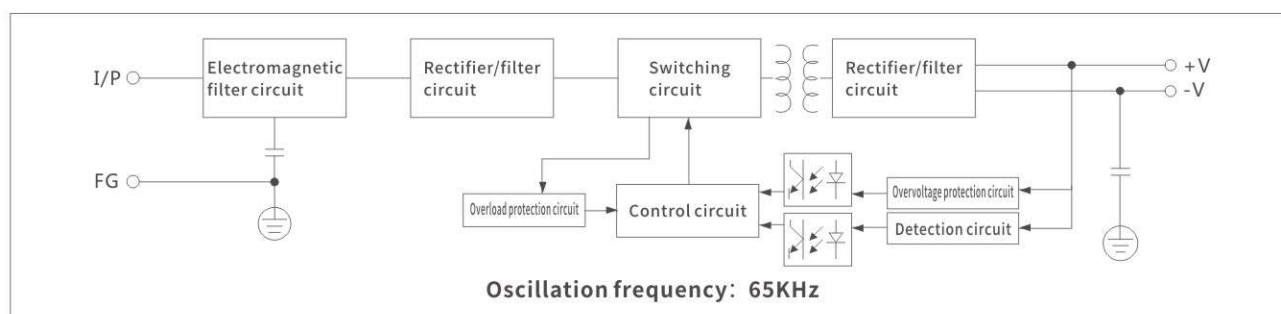 I/P
Electromagnetic
filter circuit
Rectifier/filter
circuit
Switching
circuit
Rectifier/filter
circuit
+V
-V
FG
Overload protection circuit
Control circuit
Overvoltage protection circuit
Detection circuit
Oscillation frequency: 65KHz